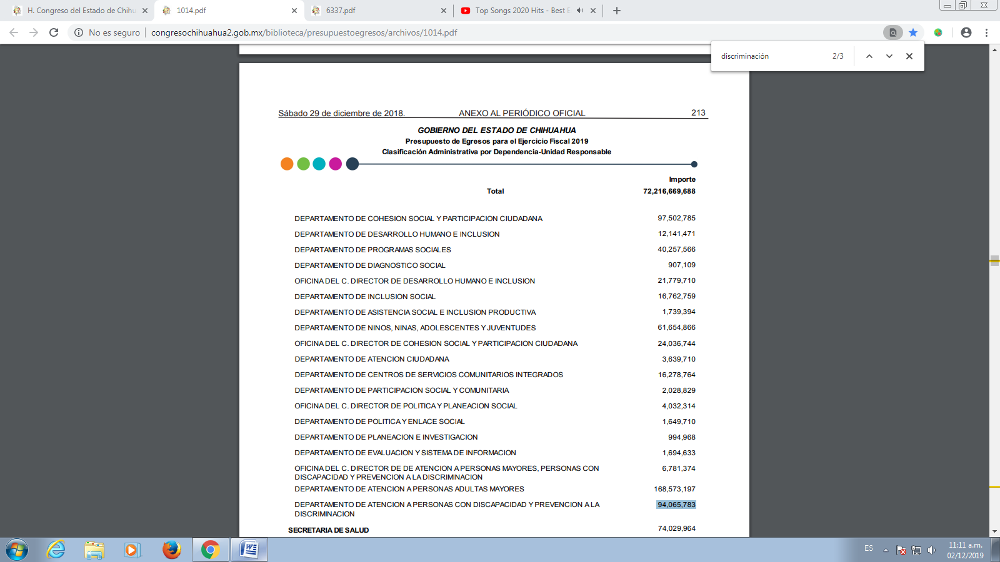 H. Congreso del Estado de Chihu
1014.pdf
6337.pdf
Top Songs 2020 Hits - Best E
No es seguro
congresochihuahua2.gob.mx/biblioteca/presupuestoegresos/archivos/1014.pdf
discriminación 2/3
Sábado 29 de diciembre de 2018. ANEXO AL PERIÓDICO OFICIAL 213
GOBIERNO DEL ESTADO DE CHIHUAHUA
Presupuesto de Egresos para el Ejercicio Fiscal 2019
Clasificación Administrativa por Dependencia-Unidad Responsable
Importe
Total 72,216,669,688
DEPARTAMENTO DE COHESION SOCIAL Y PARTICIPACION CIUDADANA 97,502,785
DEPARTAMENTO DE DESARROLLO HUMANO E INCLUSION 12,141,471
DEPARTAMENTO DE PROGRAMAS SOCIALES 40,257,566
DEPARTAMENTO DE DIAGNOSTICO SOCIAL 907,109
OFICINA DEL C. DIRECTOR DE DESARROLLO HUMANO E INCLUSION 21,779,710
DEPARTAMENTO DE INCLUSION SOCIAL 16,762,759
DEPARTAMENTO DE ASISTENCIA SOCIAL E INCLUSION PRODUCTIVA 1,739,394
DEPARTAMENTO DE NINOS, NINAS, ADOLESCENTES Y JUVENTUDES 61,654,866
OFICINA DEL C. DIRECTOR DE COHESION SOCIAL Y PARTICIPACION CIUDADANA 24,036,744
DEPARTAMENTO DE ATENCION CIUDADANA 3,639,710
DEPARTAMENTO DE CENTROS DE SERVICIOS COMUNITARIOS INTEGRADOS 16,278,764
DEPARTAMENTO DE PARTICIPACION SOCIAL Y COMUNITARIA 2,028,829
OFICINA DEL C. DIRECTOR DE POLITICA Y PLANEACION SOCIAL 4,032,314
DEPARTAMENTO DE POLITICA Y ENLACE SOCIAL 1,649,710
DEPARTAMENTO DE PLANEACION E INVESTIGACION 994,968
DEPARTAMENTO DE EVALUACION Y SISTEMA DE INFORMACION 1,694,633
OFICINA DEL C. DIRECTOR DE DE ATENCION A PERSONAS MAYORES, PERSONAS CON 6,781,374
DISCAPACIDAD Y PREVENCION A LA DISCRIMINACION
DEPARTAMENTO DE ATENCION A PERSONAS ADULTAS MAYORES 168,573,197
DEPARTAMENTO DE ATENCION A PERSONAS CON DISCAPACIDAD Y PREVENCION A LA 94,065,783
DISCRIMINACION
SECRETARIA DE SALUD 74,029,964
ES
11:11 a.m.
02/12/2019